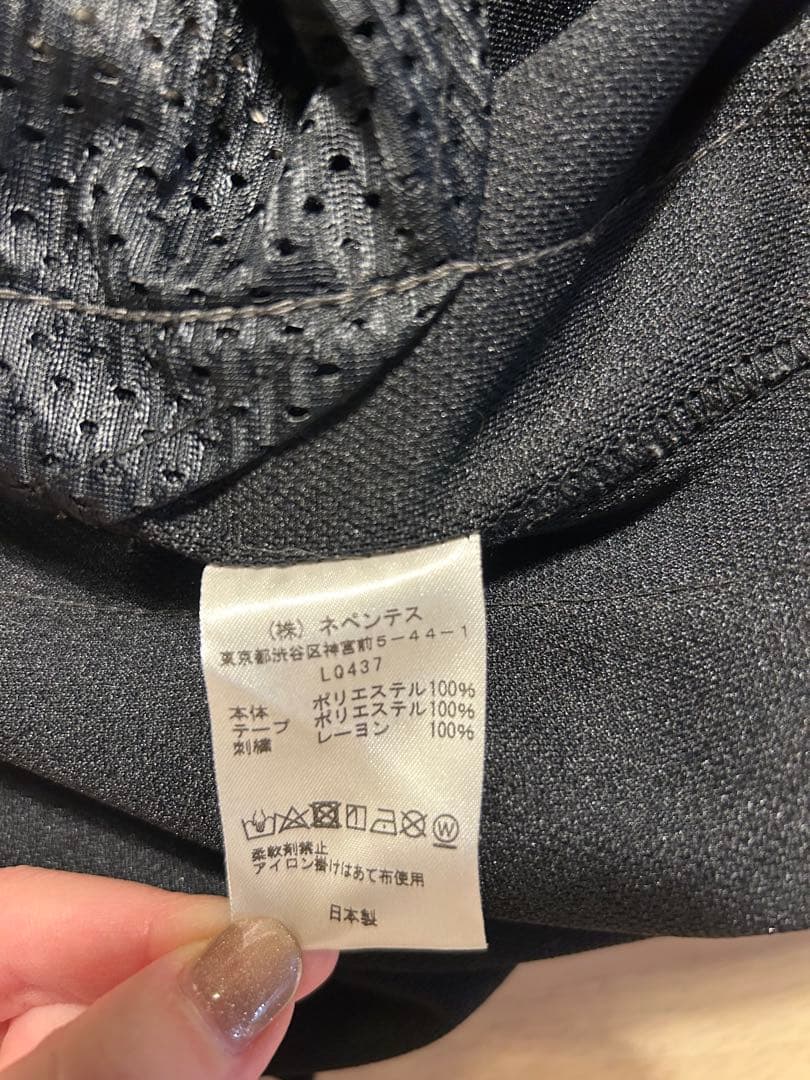 (株) ネペンテス
東京都渋谷区神宮前5-44-1
LQ437
本体 ポリエステル100%
テープ ポリエステル100%
刺繍 レーヨン 100%
W
柔軟剤禁止
アイロン掛けはあて布使用
日本製